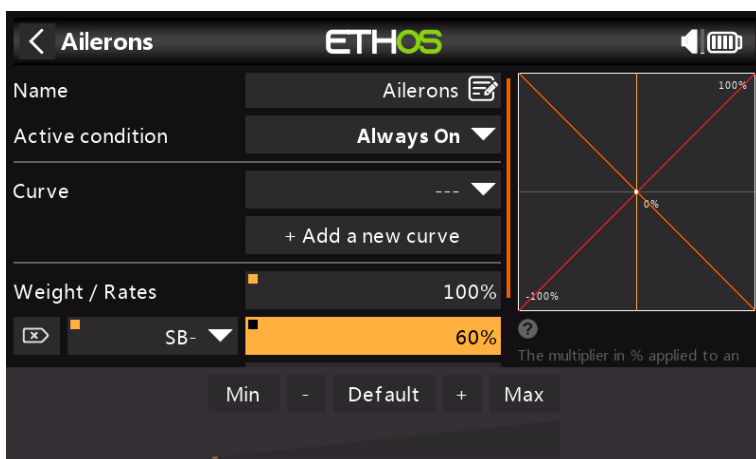 Ailerons
ETHOS
Name
Ailerons
Active condition
Always On
Curve
---
+ Add a new curve
Weight / Rates
100%
SB-
60%
100%
0%
-100%
The multiplier in % applied to an
Min
-
Default
+
Max